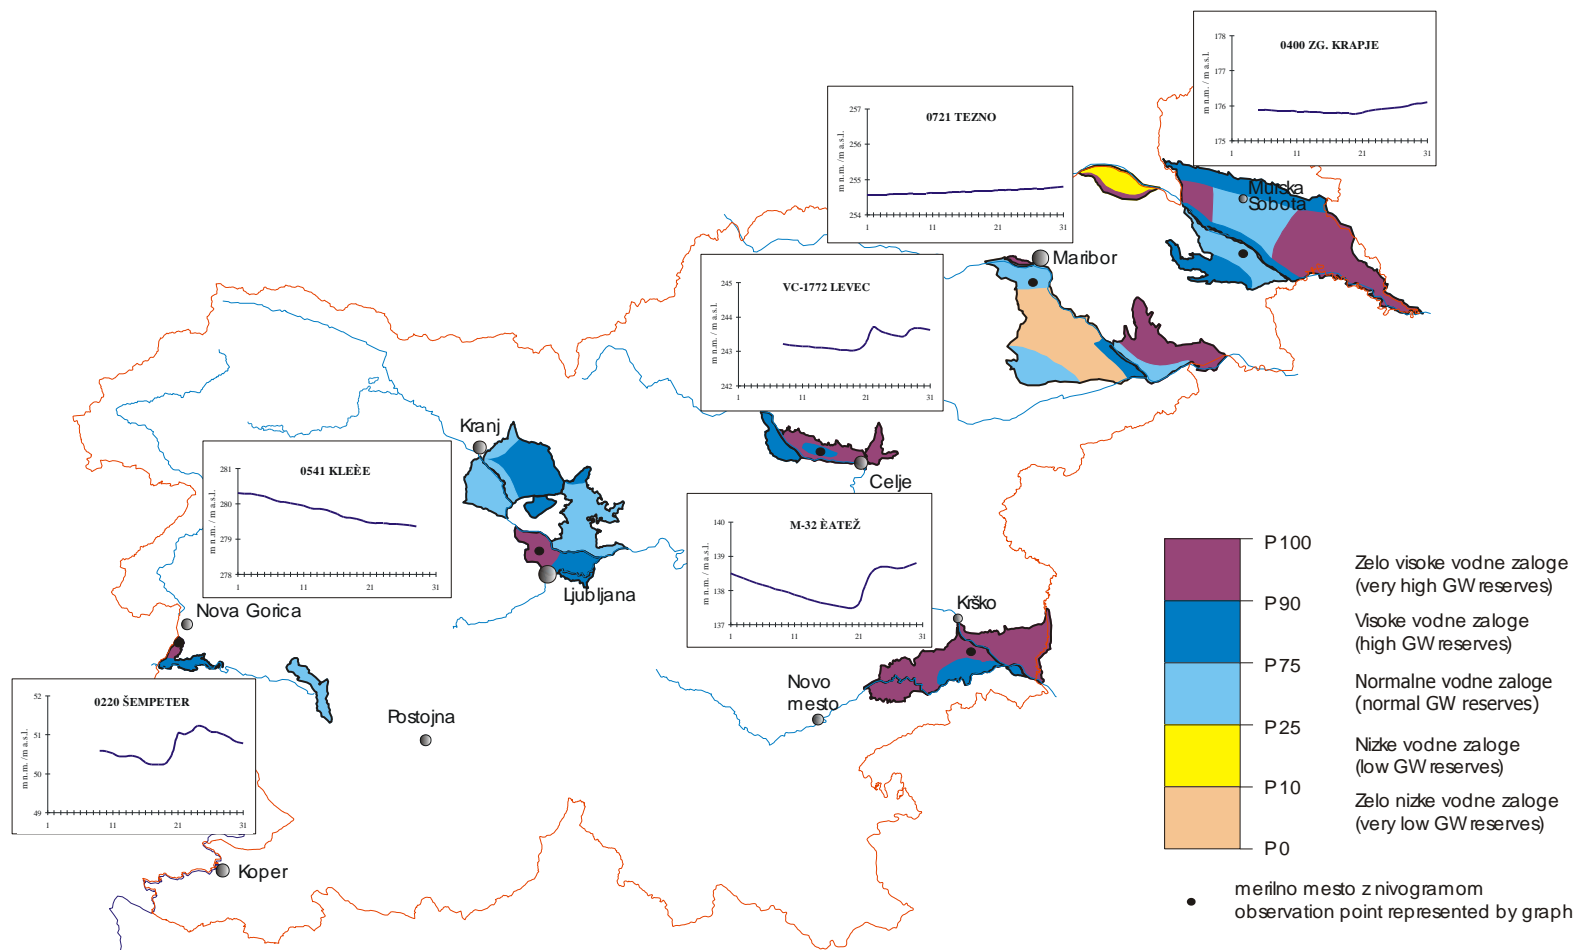 0400 ZG. KRAPJE
m n.m. / m a.s.l.
178
177
176
175
1 11 21 31
0721 TEZNO
m n.m. /m a.s.l.
257
256
255
254
1 11 21 31
Murska
Sobota
Maribor
VC-1772 LEVEC
m n.m. / m a.s.l.
245
244
243
242
1 11 21 31
Kranj
Celje
0541 KLEÈE
m n.m. / m a.s.l.
281
280
279
278
1 11 21 31
Ljubljana
M-32 ÈATEŽ
m n.m. / m a.s.l.
140
139
138
137
1 11 21 31
Nova Gorica
Krško
Novo
mesto
Postojna
0220 ŠEMPETER
m n.m. /m a.s.l.
52
51
50
49
1 11 21 31
Koper
P100
Zelo visoke vodne zaloge
(very high GW reserves)
P90
Visoke vodne zaloge
(high GW reserves)
P75
Normalne vodne zaloge
(normal GW reserves)
P25
Nizke vodne zaloge
(low GW reserves)
P10
Zelo nizke vodne zaloge
(very low GW reserves)
P0
merilno mesto z nivogramom
observation point represented by graph